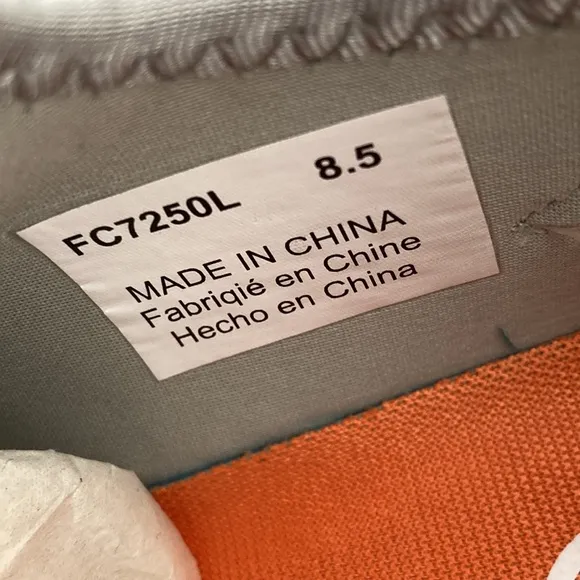 FC7250L 8.5
MADE IN CHINA
Fabriqié en Chine
Hecho en China